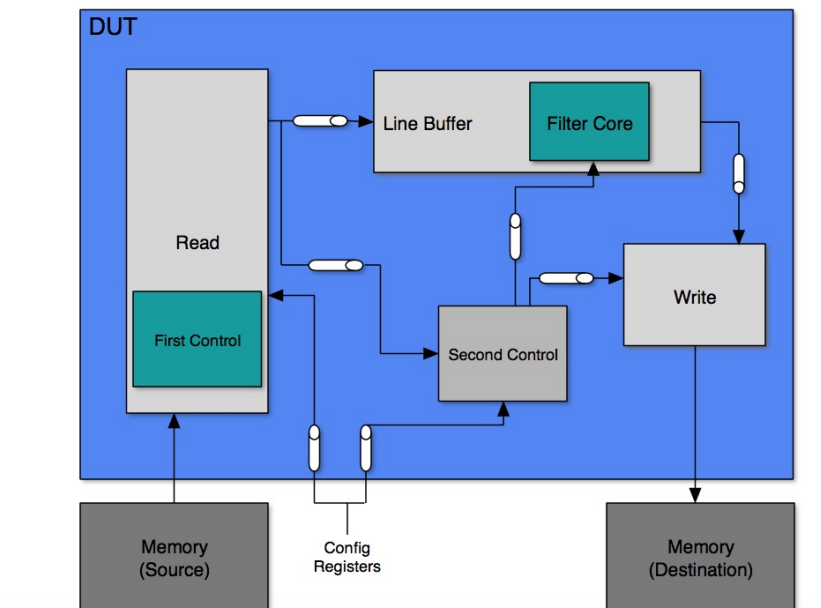 DUT
Line Buffer
Filter Core
Read
Write
First Control
Second Control
Memory
(Source)
Config
Registers
Memory
(Destination)